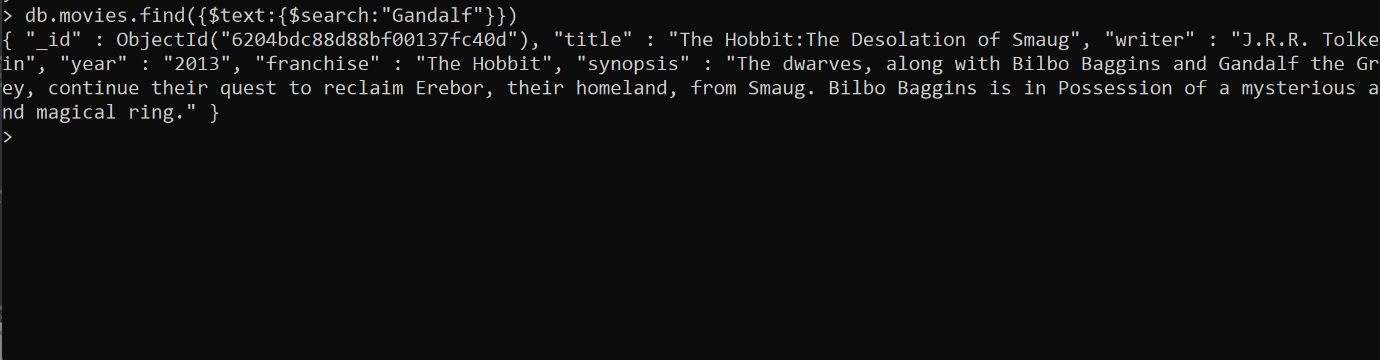 > db.movies.find({$text:{$search:"Gandalf"}})
{ "_id" : ObjectId("6204bdc88d88bf00137fc40d"), "title" : "The Hobbit:The Desolation of Smaug", "writer" : "J.R.R. Tolke
in", "year" : "2013", "franchise" : "The Hobbit", "synopsis" : "The dwarves, along with Bilbo Baggins and Gandalf the Gr
ey, continue their quest to reclaim Erebor, their homeland, from Smaug. Bilbo Baggins is in Possession of a mysterious a
nd magical ring." }
>